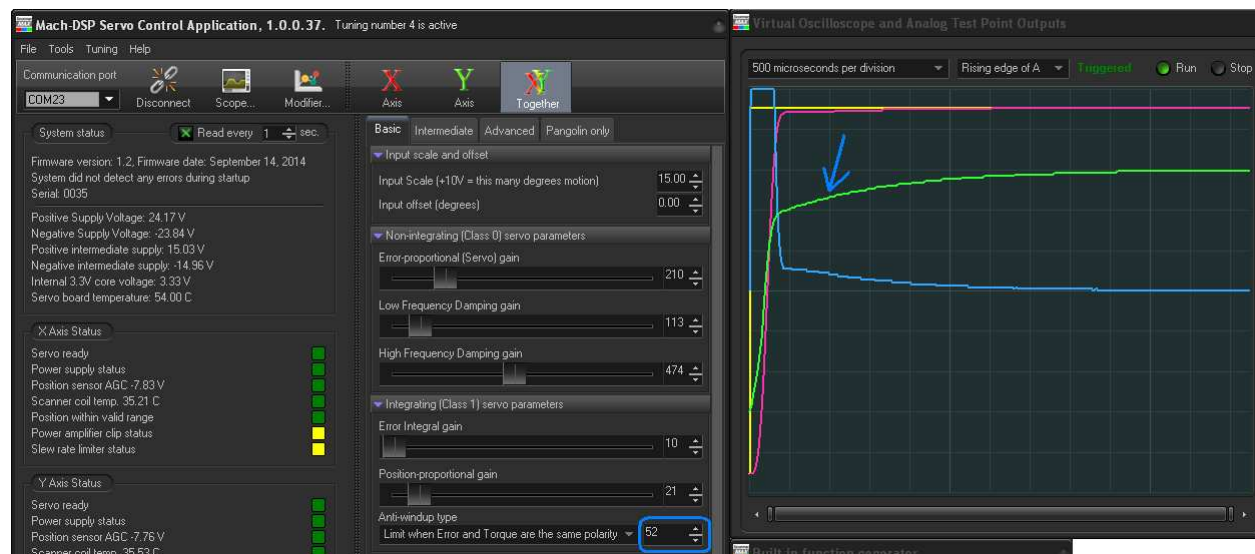 Mach-DSP Servo Control Application, 1.0.0.37. Tuning number 4 is active
File Tools Tuning Help
Communication port
COM23
Disconnect
Scope...
Modifier...
X
Axis
Y
Axis
XY
Together
System status
Read every 1 sec.
Firmware version: 1.2, Firmware date: September 14, 2014
System did not detect any errors during startup
Serial: 0035
Positive Supply Voltage: 24.17 V
Negative Supply Voltage: -23.84 V
Positive intermediate supply: 15.03 V
Negative intermediate supply: -14.96 V
Internal 3.3V core voltage: 3.33 V
Servo board temperature: 54.00 C
X Axis Status
Servo ready
Power supply status
Position sensor AGC -7.83 V
Scanner coil temp. 35.21 C
Position within valid range
Power amplifier clip status
Slew rate limiter status
Y Axis Status
Servo ready
Power supply status
Position sensor AGC -7.76 V
Scanner coil temp. 35.53 C
Basic Intermediate Advanced Pangolin only
Input scale and offset
Input Scale (+10V = this many degrees motion) 15.00
Input offset (degrees) 0.00
Non-integrating (Class 0) servo parameters
Error-proportional (Servo) gain
210
Low Frequency Damping gain
113
High Frequency Damping gain
474
Integrating (Class 1) servo parameters
Error Integral gain
10
Position-proportional gain
21
Anti-windup type
Limit when Error and Torque are the same polarity 52
Virtual Oscilloscope and Analog Test Point Outputs
500 microseconds per division Rising edge of A Triggered Run Stop
Built-in function generator